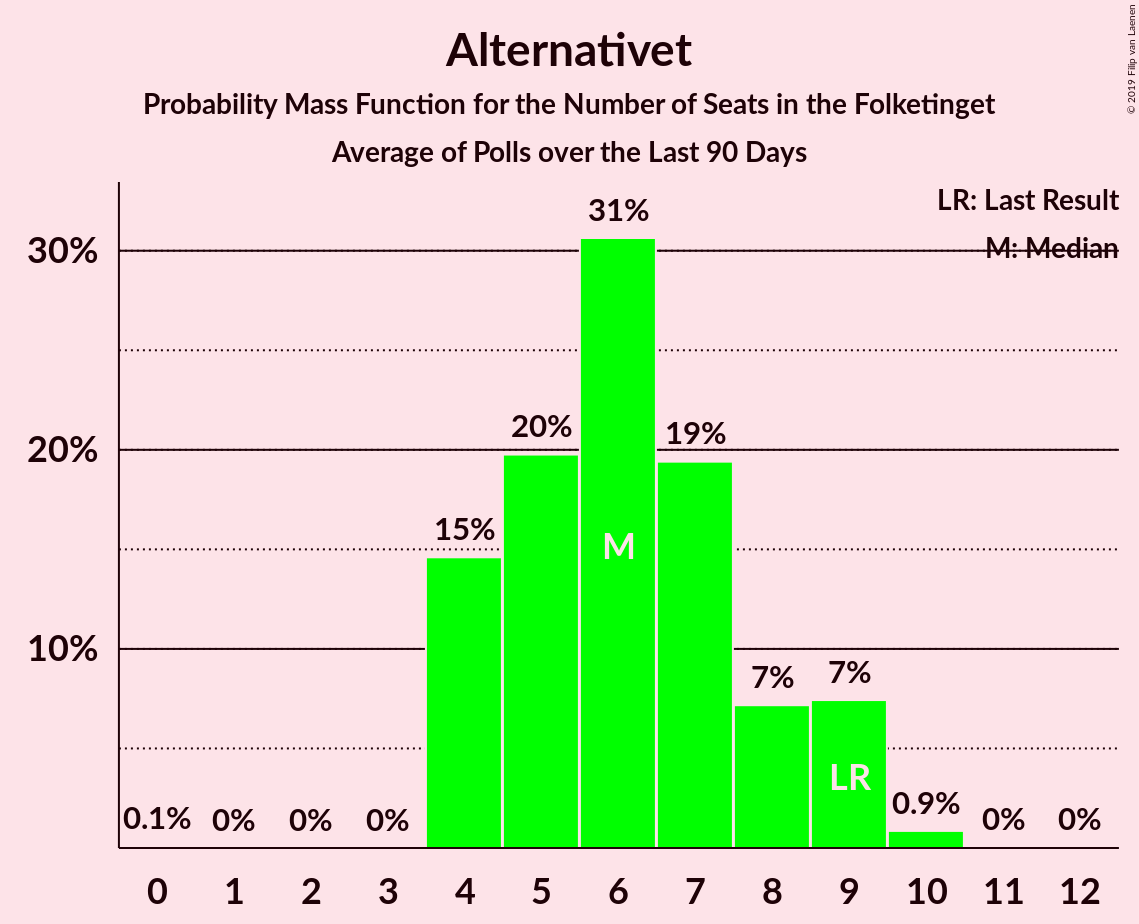 Alternativet
Probability Mass Function for the Number of Seats in the Folketinget
Average of Polls over the Last 90 Days
© 2019 Filip van Laenen
LR: Last Result
M: Median
30%
20%
10%
0.1%
0%
0%
0%
15%
20%
31%
19%
7%
7%
0.9%
0%
0%
M
LR
0 1 2 3 4 5 6 7 8 9 10 11 12